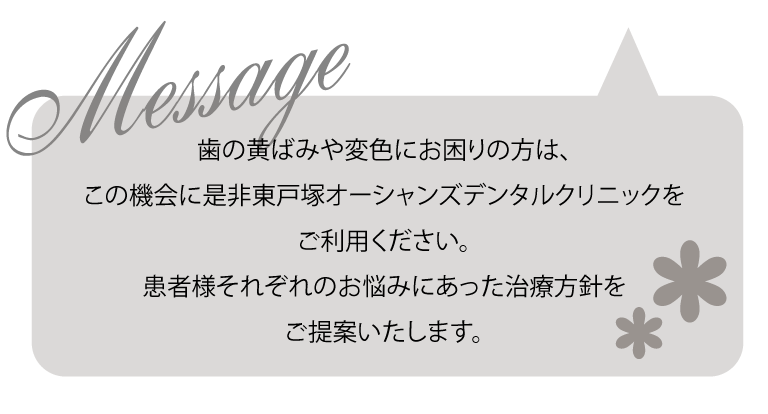 Message
歯の黄ばみや変色にお困りの方は、
この機会に是非東戸塚オーシャンズデンタルクリニックを
ご利用ください。
患者様それぞれのお悩みにあった治療方針を
ご提案いたします。